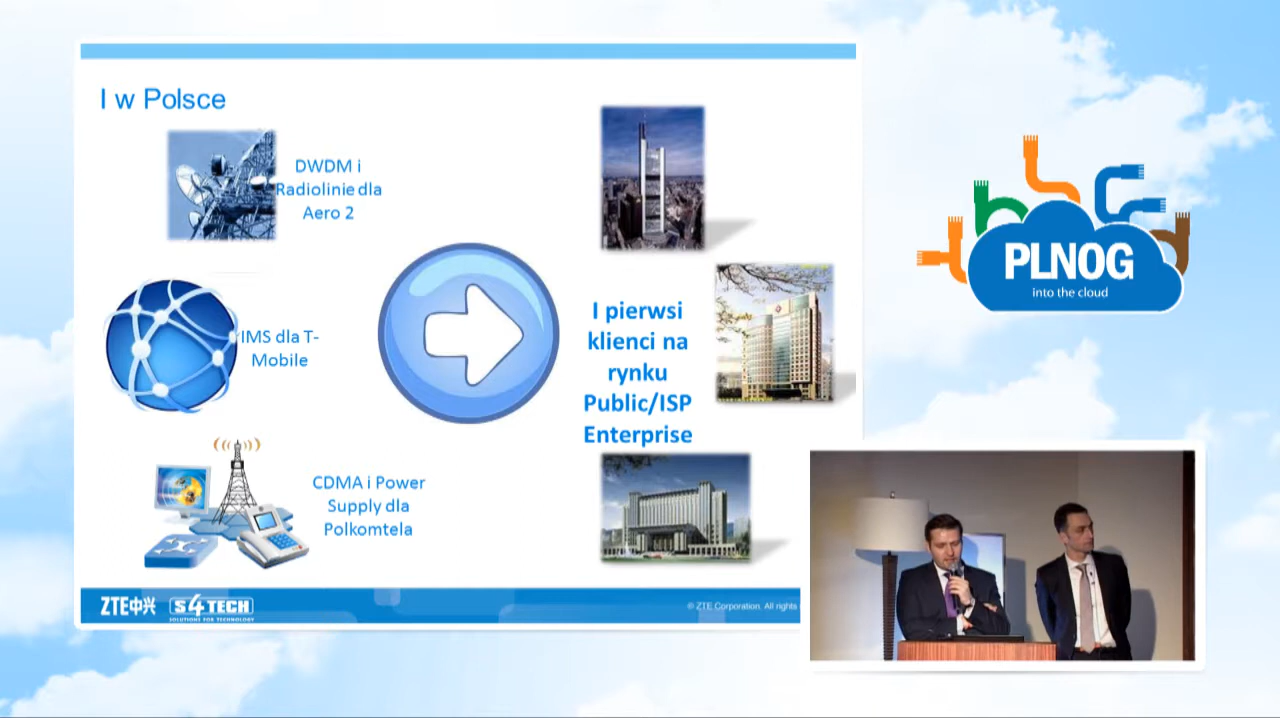 I w Polsce
DWDM i
Radiolinie dla
Aero 2
IMS dla T-
Mobile
CDMA i Power
Supply dla
Polkomtela
I pierwsi
klienci na
rynku
Public/ISP
Enterprise
ZTE中兴
S4TECH
SOLUTIONS FOR TECHNOLOGY
© ZTE Corporation. All rights
PLNOG
into the cloud